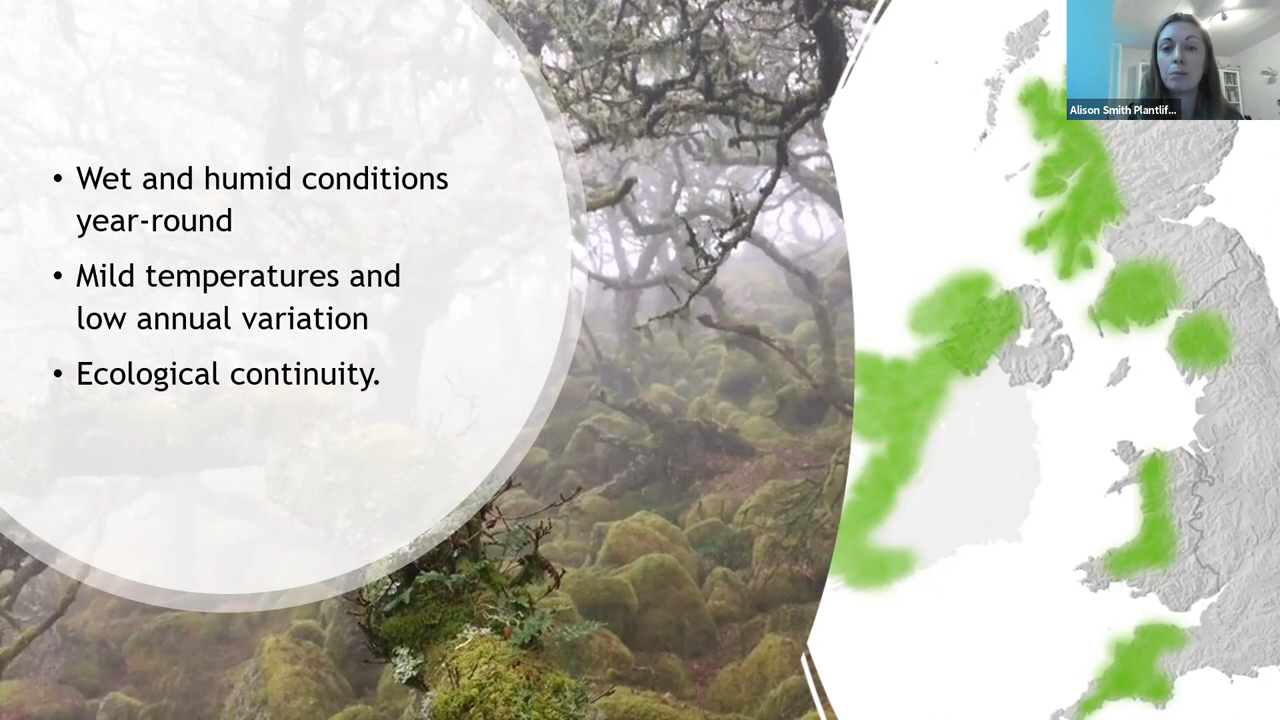 • Wet and humid conditions
year-round
• Mild temperatures and
low annual variation
• Ecological continuity.
Alison Smith Plantlif...